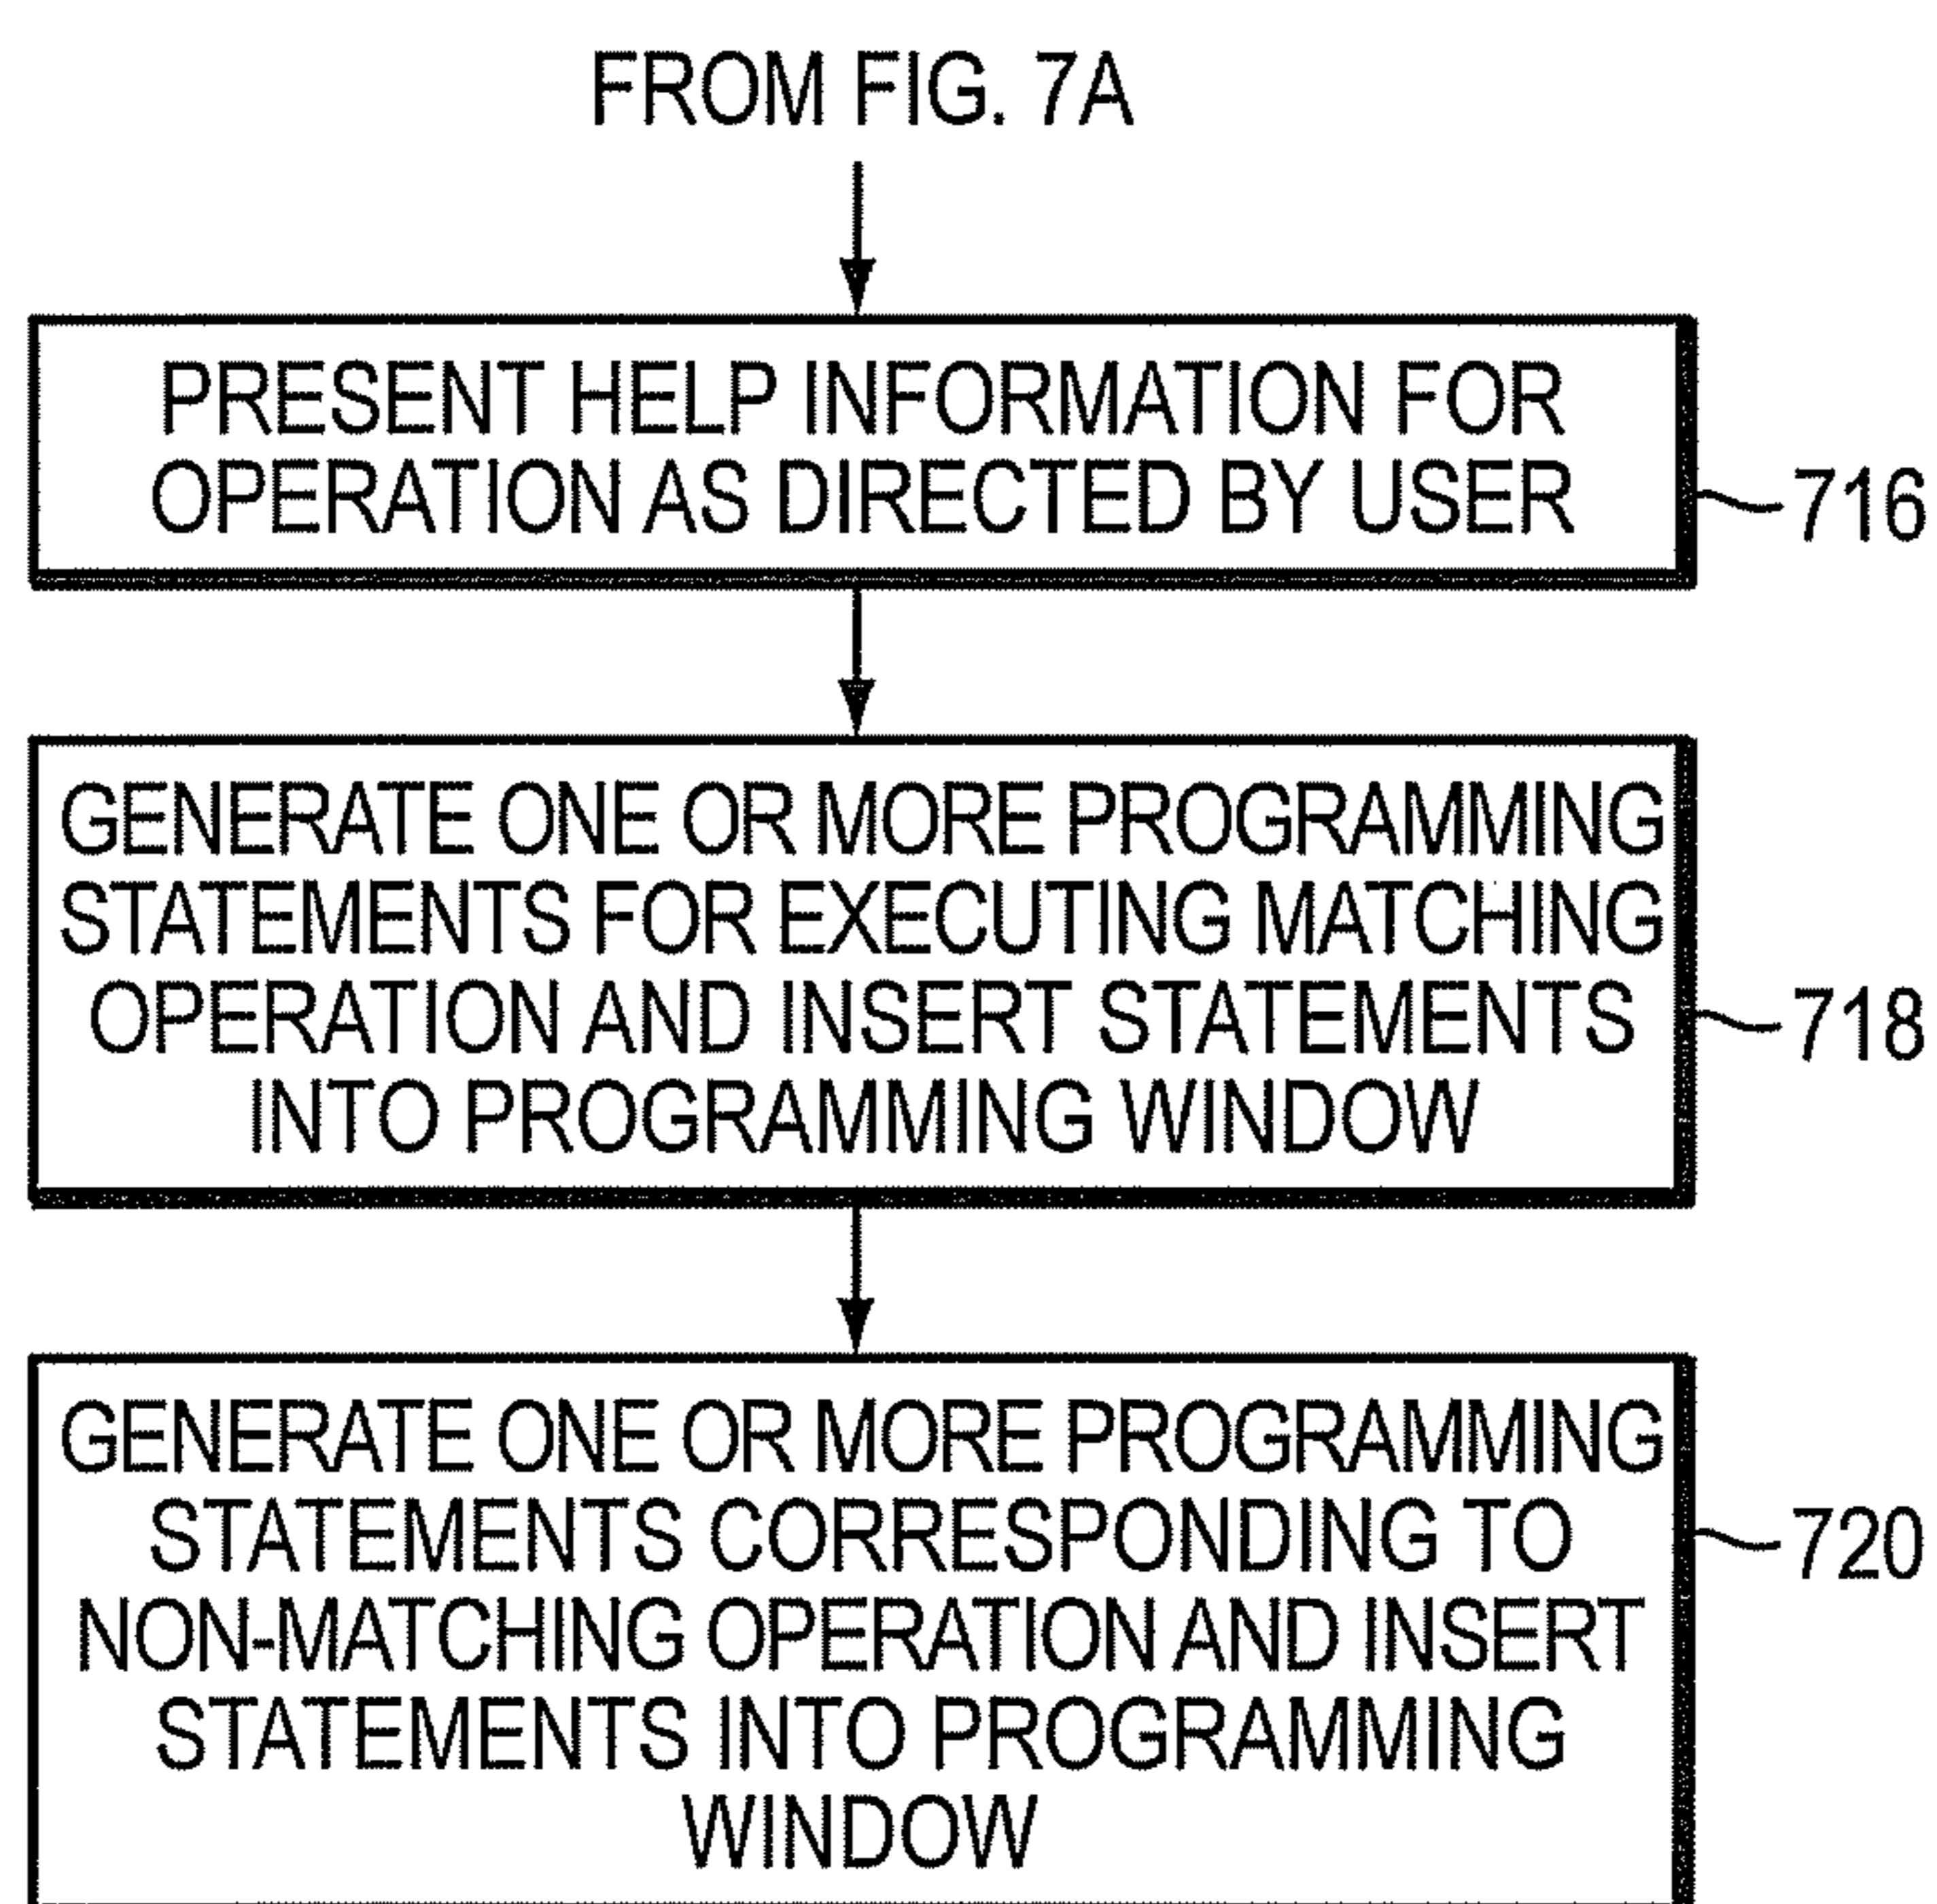 FROM FIG. 7A
PRESENT HELP INFORMATION FOR
OPERATION AS DIRECTED BY USER
716
GENERATE ONE OR MORE PROGRAMMING
STATEMENTS FOR EXECUTING MATCHING
OPERATION AND INSERT STATEMENTS
INTO PROGRAMMING WINDOW
718
GENERATE ONE OR MORE PROGRAMMING
STATEMENTS CORRESPONDING TO
NON-MATCHING OPERATION AND INSERT
STATEMENTS INTO PROGRAMMING
WINDOW
720